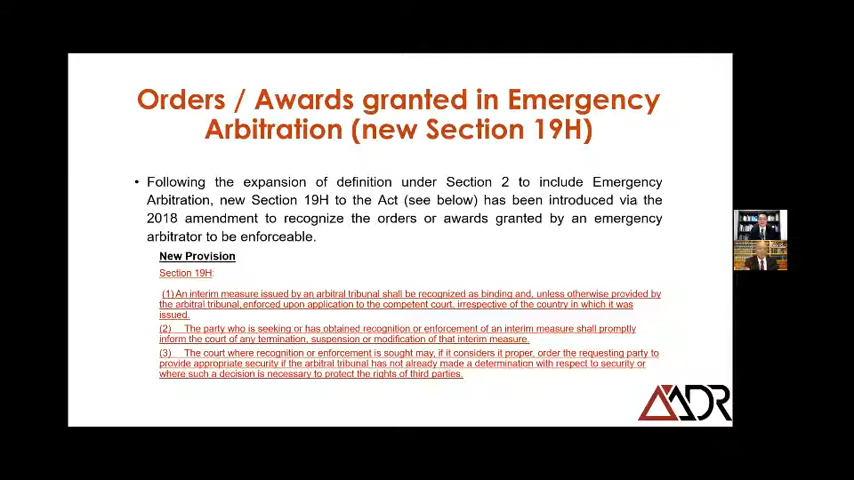 Orders / Awards granted in Emergency
Arbitration (new Section 19H)
• Following the expansion of definition under Section 2 to include Emergency
Arbitration, new Section 19H to the Act (see below) has been introduced via the
2018 amendment to recognize the orders or awards granted by an emergency
arbitrator to be enforceable.
New Provision
Section 19H:
(1) An interim measure issued by an arbitral tribunal shall be recognized as binding and, unless otherwise provided by
the arbitral tribunal, enforced upon application to the competent court, irrespective of the country in which it was
issued.
(2) The party who is seeking or has obtained recognition or enforcement of an interim measure shall promptly
inform the court of any termination, suspension or modification of that interim measure.
(3) The court where recognition or enforcement is sought may, if it considers it proper, order the requesting party to
provide appropriate security if the arbitral tribunal has not already made a determination with respect to security or
where such a decision is necessary to protect the rights of third parties.
AADR